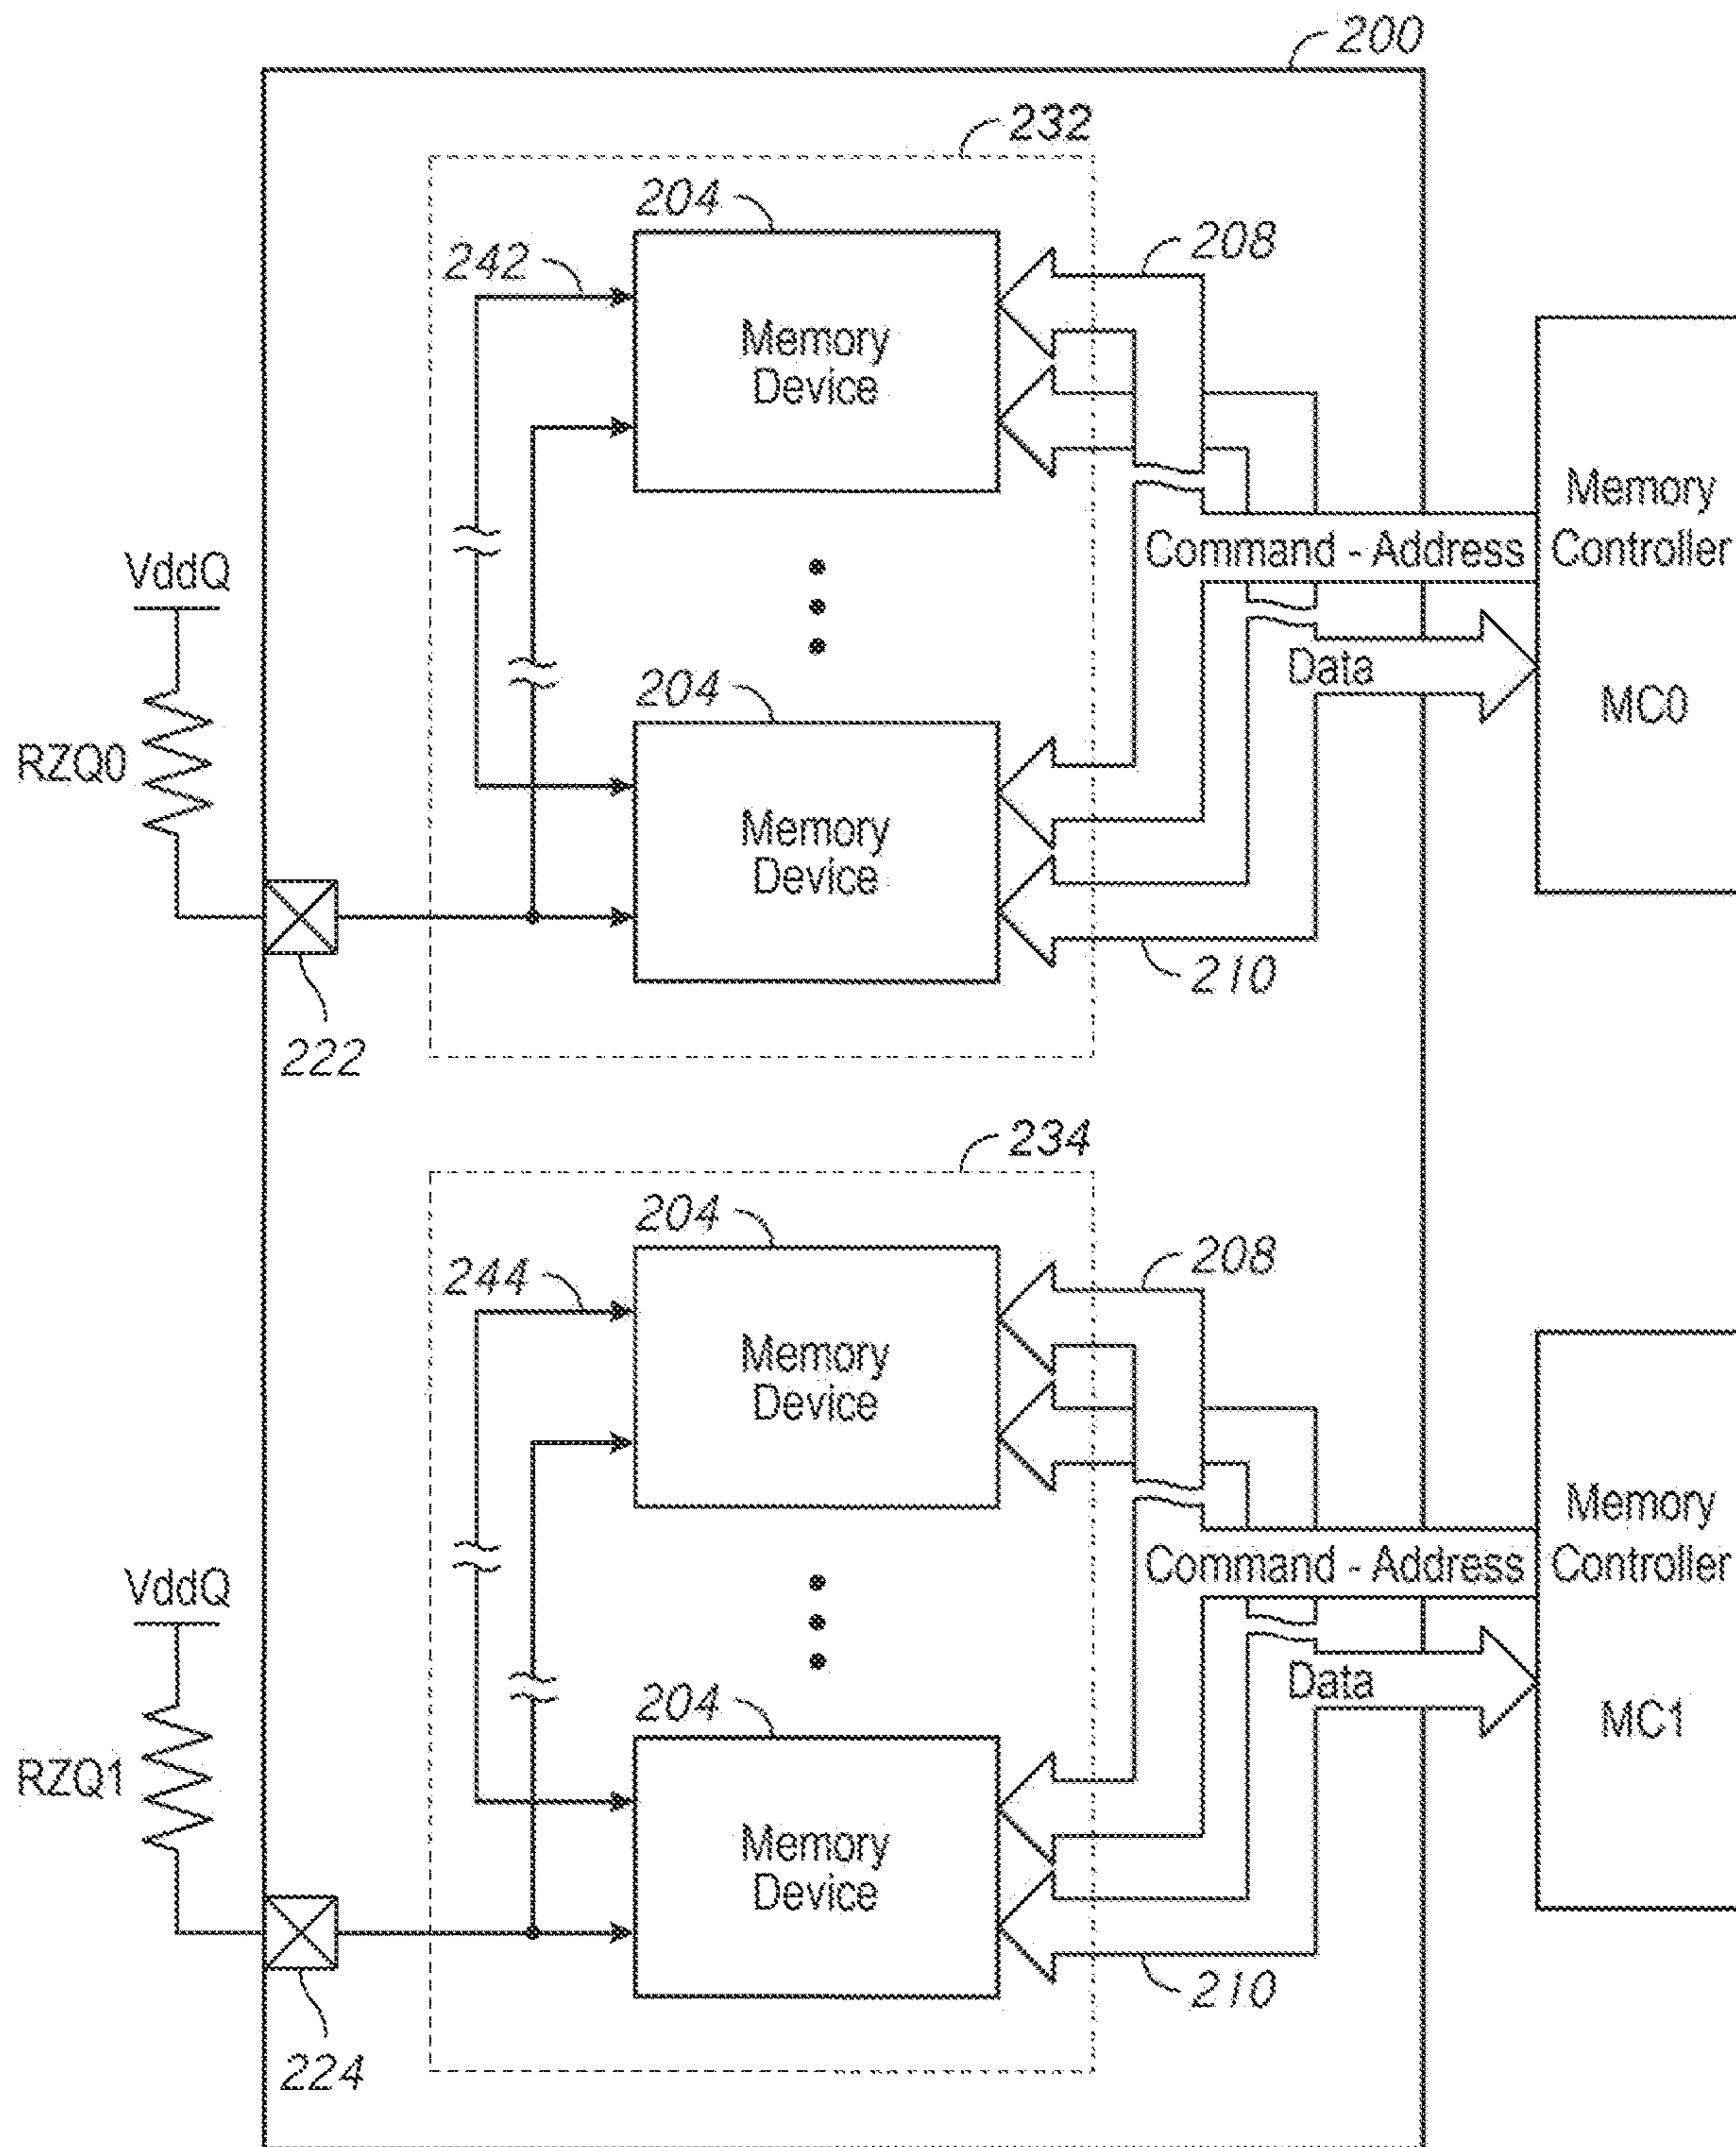 200
232
204
242
208
Memory
Device
Memory
Controller
MC0
Command - Address
VddQ
Data
204
RZQ0
Memory
Device
210
222
234
204
244
208
Memory
Device
Memory
Controller
MC1
Command - Address
VddQ
Data
204
RZQ1
Memory
Device
210
224